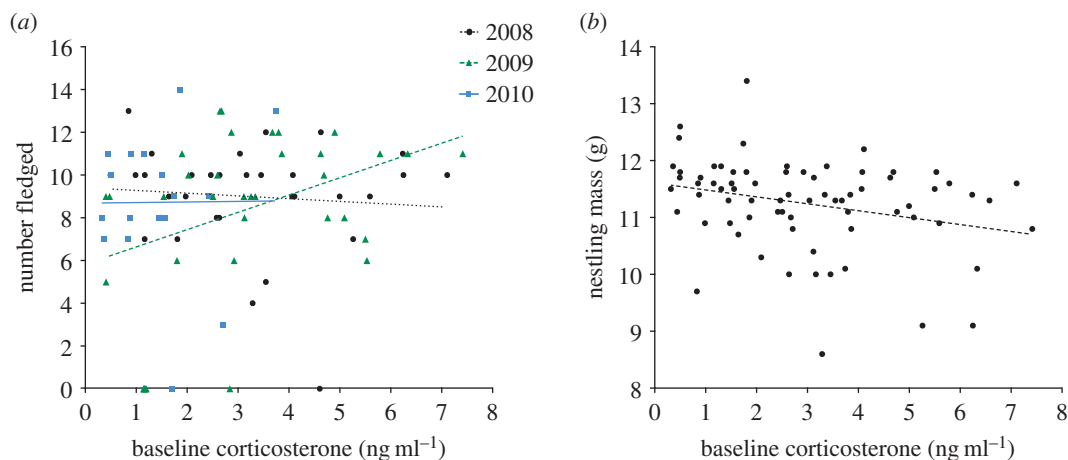 (a)
2008
2009
2010
16
14
12
10
8
6
4
2
0
number fledged
0 1 2 3 4 5 6 7 8
baseline corticosterone (ng ml⁻¹)
(b)
14
13
12
11
10
9
8
nestling mass (g)
0 1 2 3 4 5 6 7 8
baseline corticosterone (ng ml⁻¹)